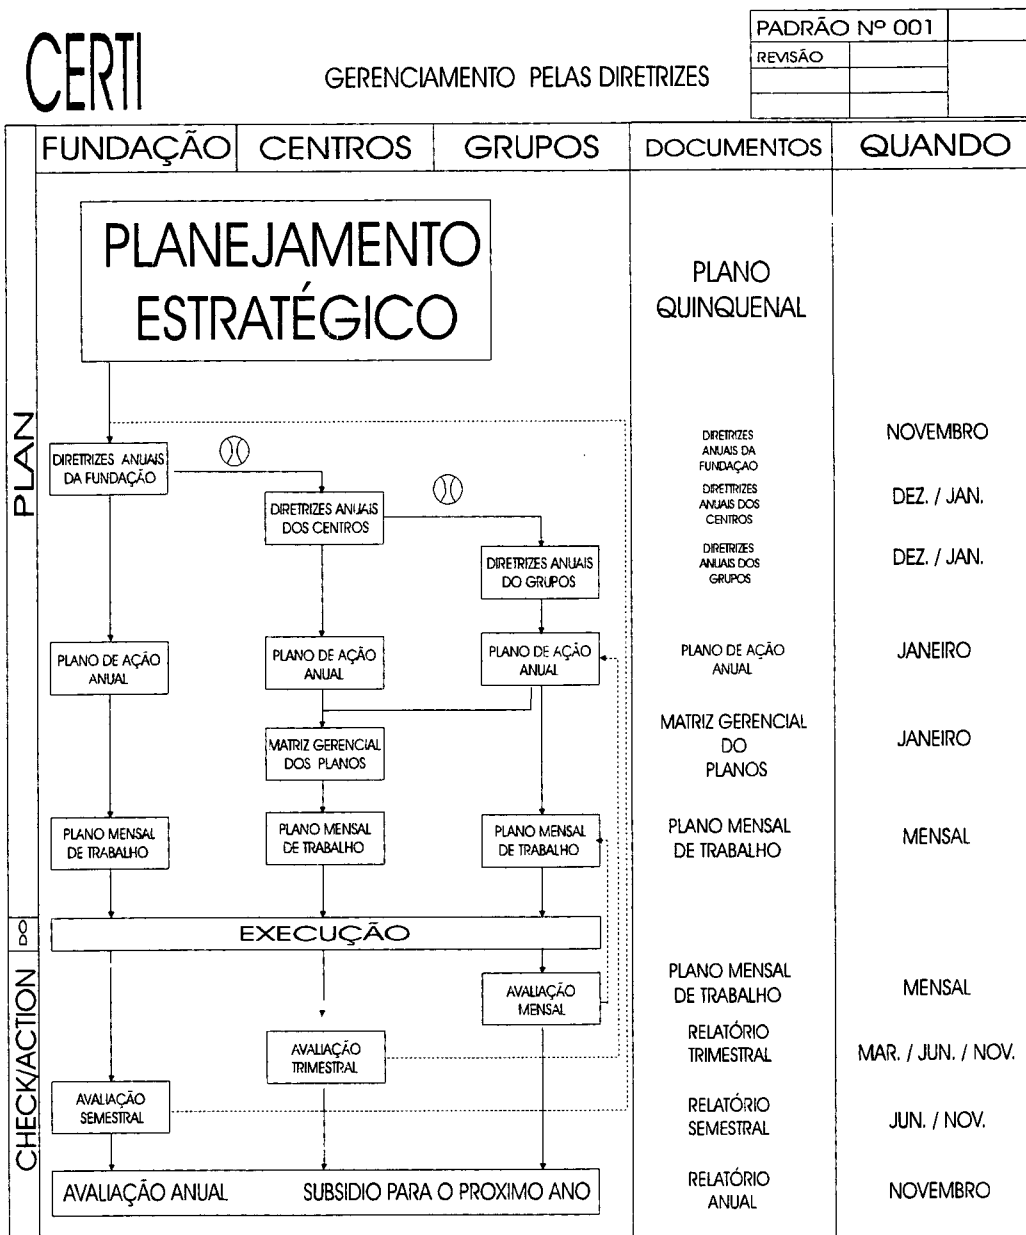 CERTI
GERENCIAMENTO PELAS DIRETRIZES
PADRÃO Nº 001
REVISÃO
FUNDAÇÃO
CENTROS
GRUPOS
DOCUMENTOS
QUANDO
PLAN
PLANEJAMENTO
ESTRATÉGICO
PLANO
QUINQUENAL
DIRETRIZES ANUAIS
DA FUNDAÇÃO
DIRETRIZES
ANUAIS DA
FUNDAÇAO
NOVEMBRO
DIRETRIZES ANUAIS
DOS CENTROS
DIRETTRIZES
ANUAIS DOS
CENTROS
DEZ. / JAN.
DIRETRIZES ANUAIS
DO GRUPOS
DIRETRIZES
ANUAIS DOS
GRUPOS
DEZ. / JAN.
PLANO DE AÇÃO
ANUAL
PLANO DE AÇÃO
ANUAL
PLANO DE AÇÃO
ANUAL
PLANO DE AÇÃO
ANUAL
JANEIRO
MATRIZ GERENCIAL
DOS PLANOS
MATRIZ GERENCIAL
DO
PLANOS
JANEIRO
PLANO MENSAL
DE TRABALHO
PLANO MENSAL
DE TRABALHO
PLANO MENSAL
DE TRABALHO
PLANO MENSAL
DE TRABALHO
MENSAL
DO
EXECUÇÃO
CHECK/ACTION
AVALIAÇÃO
MENSAL
PLANO MENSAL
DE TRABALHO
MENSAL
AVALIAÇÃO
TRIMESTRAL
RELATÓRIO
TRIMESTRAL
MAR. / JUN. / NOV.
AVALIAÇÃO
SEMESTRAL
RELATÓRIO
SEMESTRAL
JUN. / NOV.
AVALIAÇÃO ANUAL
SUBSIDIO PARA O PROXIMO ANO
RELATÓRIO
ANUAL
NOVEMBRO